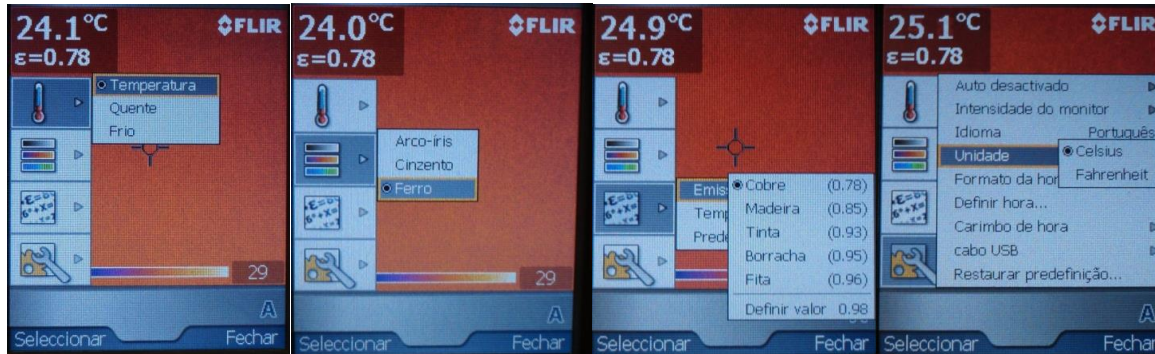 24.1°C
FLIR
ε=0.78
Temperatura
Quente
Frio
29
A
Seleccionar Fechar
24.0°C
FLIR
ε=0.78
Arco-íris
Cinzento
Ferro
29
A
Seleccionar Fechar
24.9°C
FLIR
ε=0.78
Emis
Temp
Prede
Cobre (0.78)
Madeira (0.85)
Tinta (0.93)
Borracha (0.95)
Fita (0.96)
Definir valor 0.98
Seleccionar Fechar
25.1°C
FLIR
ε=0.78
Auto desactivado
Intensidade do monitor
Idioma Português
Unidade
Celsius
Fahrenheit
Formato da hor
Definir hora...
Carimbo de hora
cabo USB
Restaurar predefinição...
A
Seleccionar Fechar